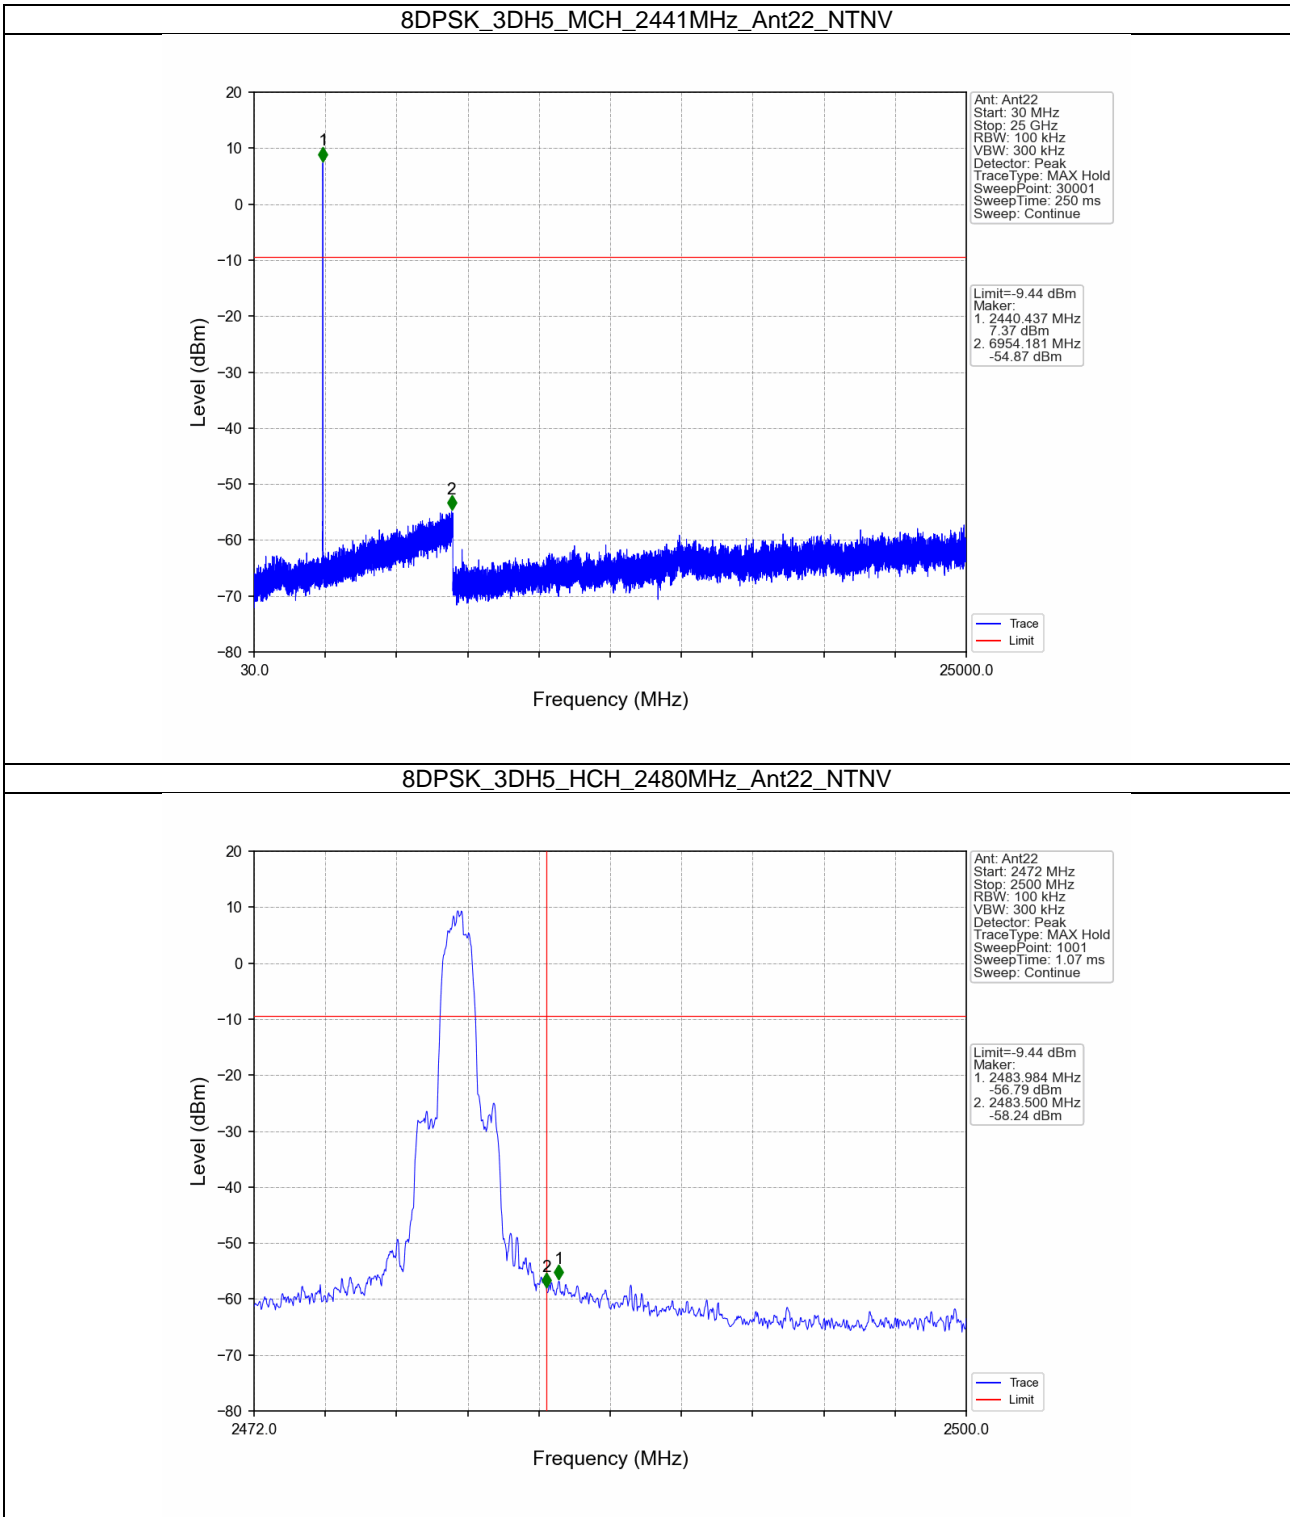 8DPSK_3DH5_MCH_2441MHz_Ant22_NTNV
20
10
0
−10
−20
−30
−40
−50
−60
−70
−80
Level (dBm)
1
2
30.0
25000.0
Frequency (MHz)
Ant: Ant22
Start: 30 MHz
Stop: 25 GHz
RBW: 100 kHz
VBW: 300 kHz
Detector: Peak
TraceType: MAX Hold
SweepPoint: 30001
SweepTime: 250 ms
Sweep: Continue
Limit=-9.44 dBm
Maker:
1. 2440.437 MHz
7.37 dBm
2. 6954.181 MHz
-54.87 dBm
Trace
Limit
8DPSK_3DH5_HCH_2480MHz_Ant22_NTNV
20
10
0
−10
−20
−30
−40
−50
−60
−70
−80
Level (dBm)
2
1
2472.0
2500.0
Frequency (MHz)
Ant: Ant22
Start: 2472 MHz
Stop: 2500 MHz
RBW: 100 kHz
VBW: 300 kHz
Detector: Peak
TraceType: MAX Hold
SweepPoint: 1001
SweepTime: 1.07 ms
Sweep: Continue
Limit=-9.44 dBm
Maker:
1. 2483.984 MHz
-56.79 dBm
2. 2483.500 MHz
-58.24 dBm
Trace
Limit